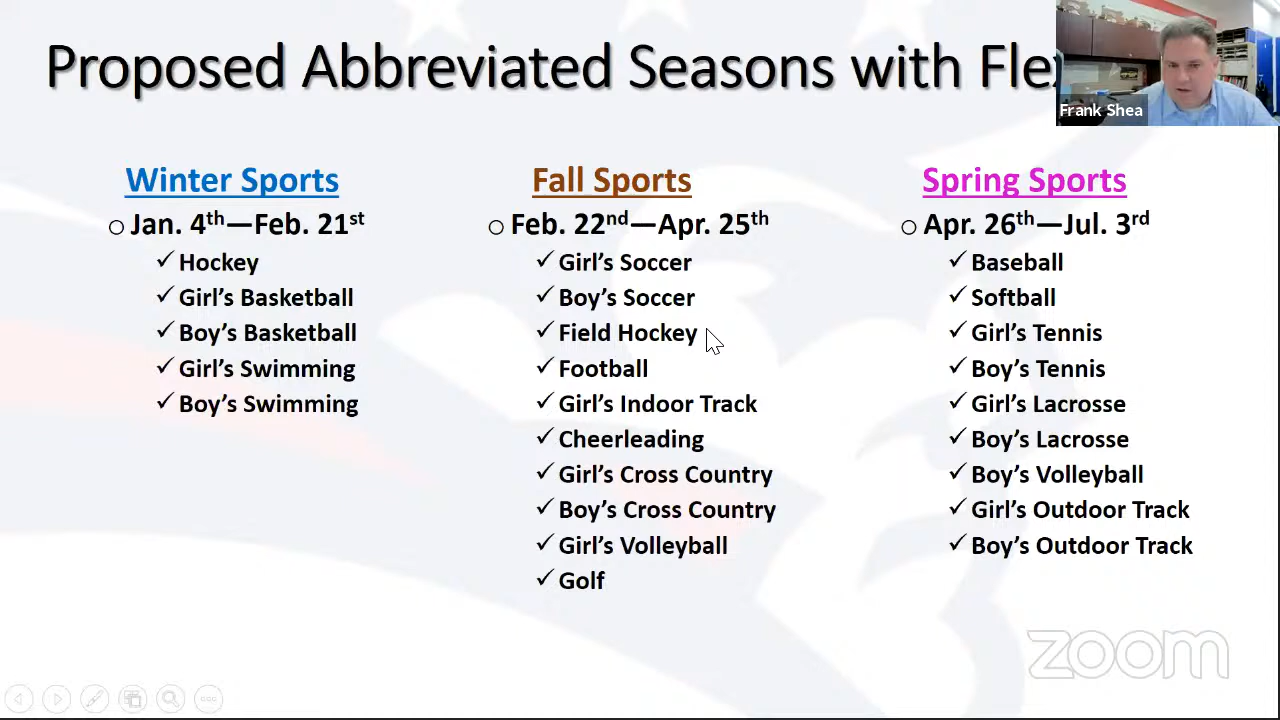 Proposed Abbreviated Seasons with
Frank Shea
Winter Sports
Jan. 4th—Feb. 21st
Hockey
Girl's Basketball
Boy's Basketball
Girl's Swimming
Boy's Swimming
Fall Sports
Feb. 22nd—Apr. 25th
Girl's Soccer
Boy's Soccer
Field Hockey
Football
Girl's Indoor Track
Cheerleading
Girl's Cross Country
Boy's Cross Country
Girl's Volleyball
Golf
Spring Sports
Apr. 26th—Jul. 3rd
Baseball
Softball
Girl's Tennis
Boy's Tennis
Girl's Lacrosse
Boy's Lacrosse
Boy's Volleyball
Girl's Outdoor Track
Boy's Outdoor Track
zoom